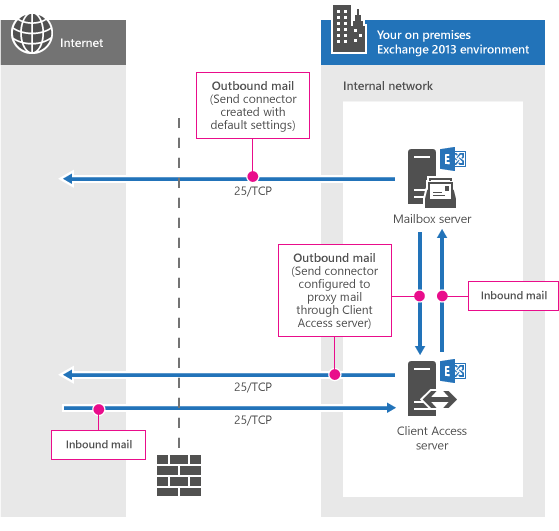 Internet
Your on premises
Exchange 2013 environment
Internal network
Outbound mail
(Send connector
created with
default settings)
25/TCP
E
Mailbox server
Outbound mail
(Send connector
configured to
proxy mail
through Client
Access server)
Inbound mail
25/TCP
E
25/TCP
Inbound mail
Client Access
server